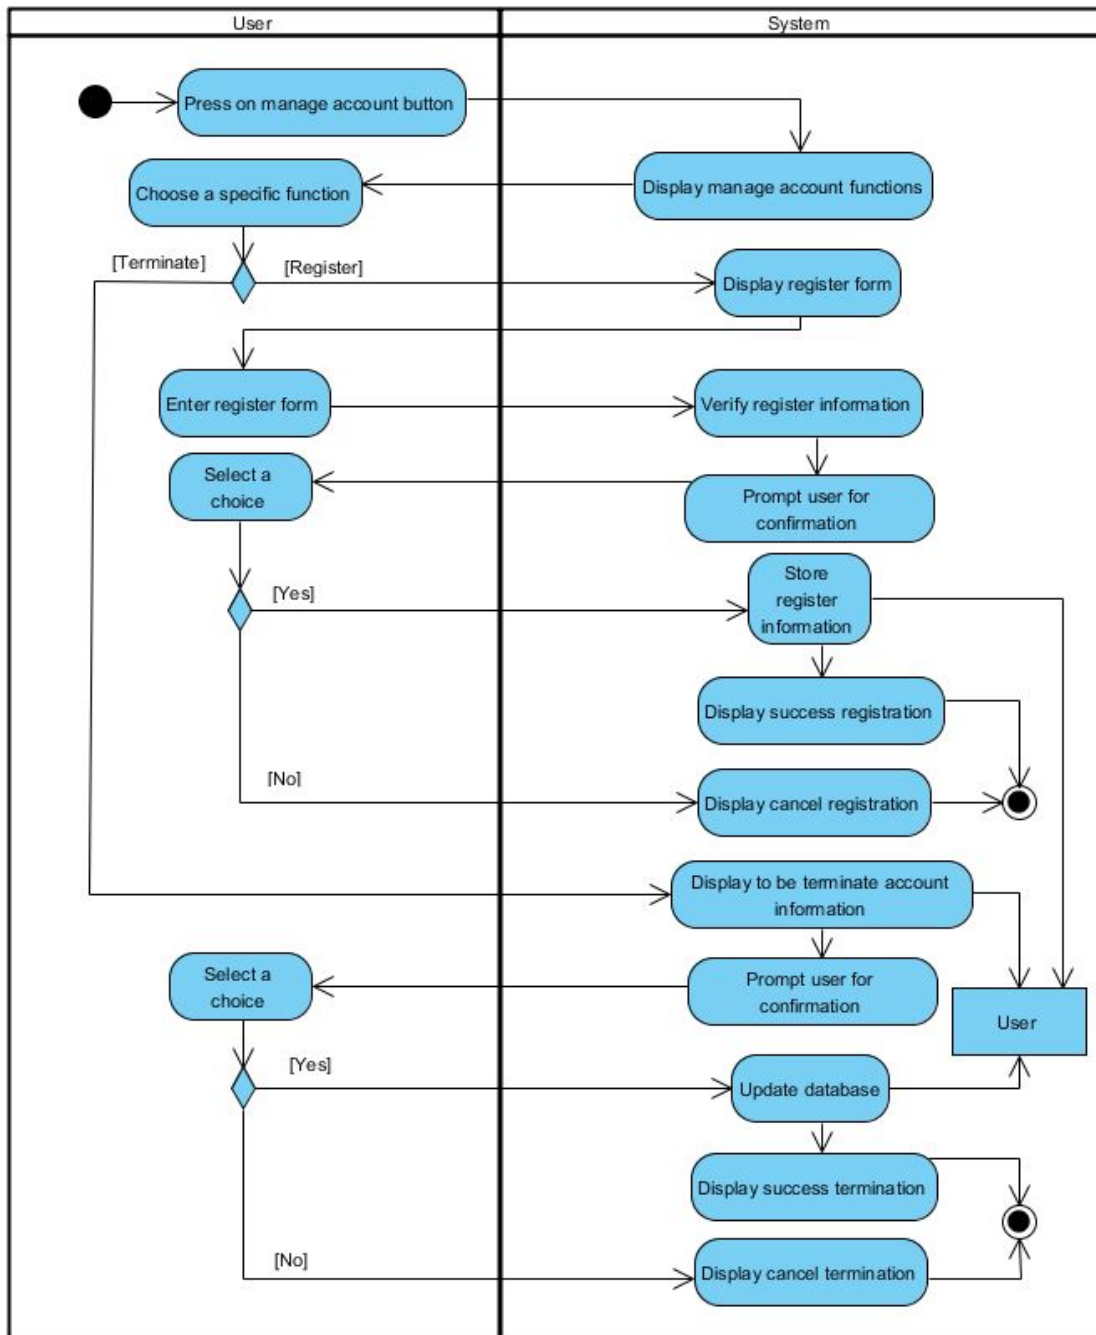 User
System
Press on manage account button
Display manage account functions
Choose a specific function
[Terminate]
[Register]
Display register form
Enter register form
Verify register information
Select a
choice
Prompt user for
confirmation
[Yes]
Store
register
information
Display success registration
[No]
Display cancel registration
Display to be terminate account
information
Select a
choice
Prompt user for
confirmation
User
[Yes]
Update database
Display success termination
[No]
Display cancel termination